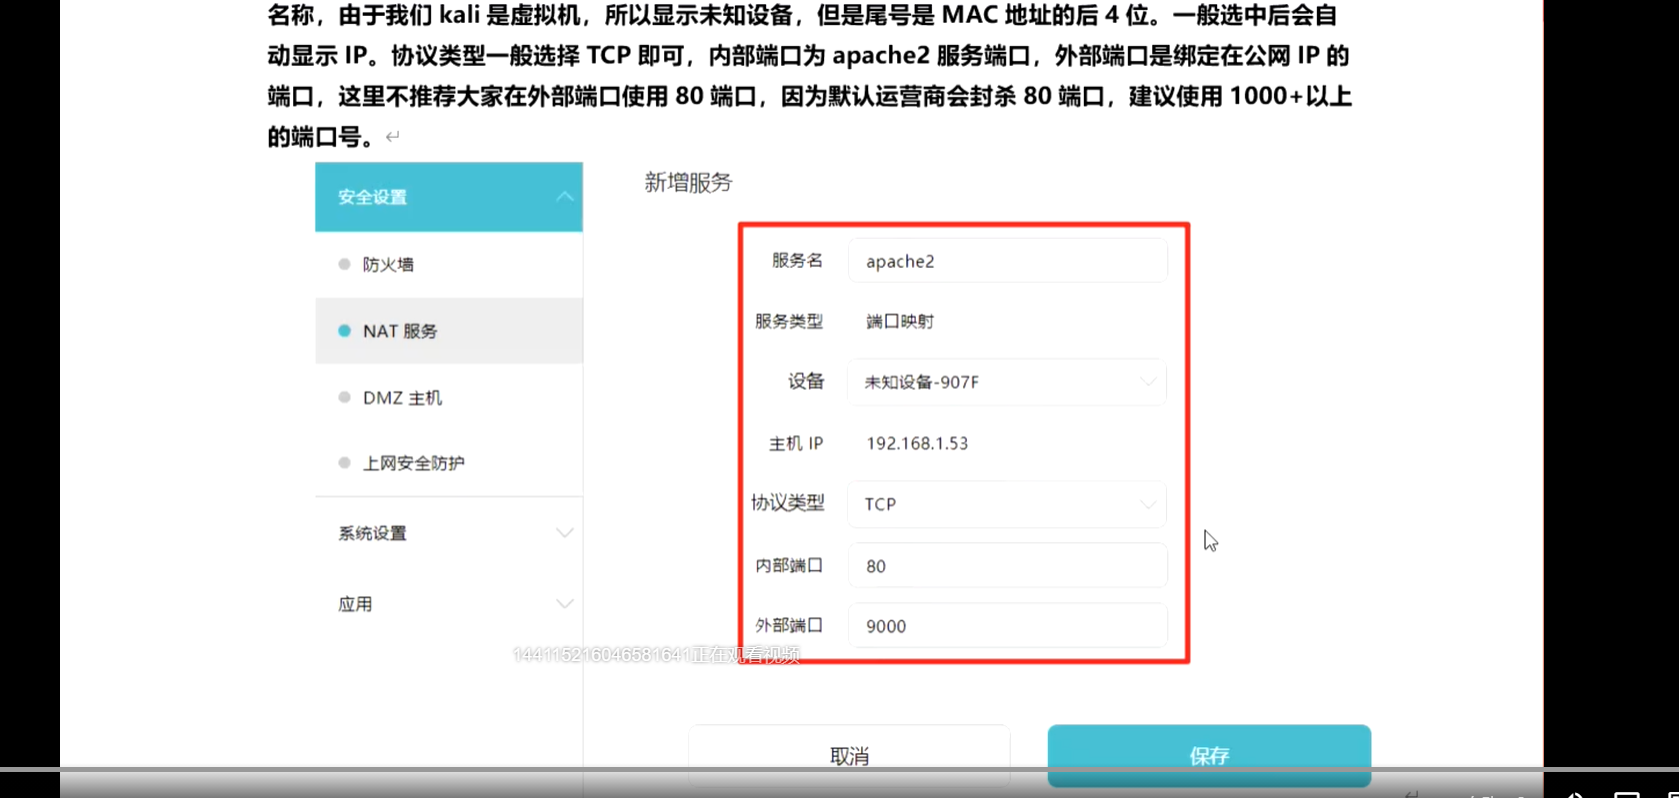 名称，由于我们 kali 是虚拟机，所以显示未知设备，但是尾号是 MAC 地址的后 4 位。一般选中后会自
动显示 IP。协议类型一般选择 TCP 即可，内部端口为 apache2 服务端口，外部端口是绑定在公网 IP 的
端口，这里不推荐大家在外部端口使用 80 端口，因为默认运营商会封杀 80 端口，建议使用 1000+以上
的端口号。
安全设置
防火墙
NAT 服务
DMZ 主机
上网安全防护
系统设置
应用
新增服务
服务名 apache2
服务类型 端口映射
设备 未知设备-907F
主机 IP 192.168.1.53
协议类型 TCP
内部端口 80
外部端口 9000
144115216046581641正在观看视频
取消 保存